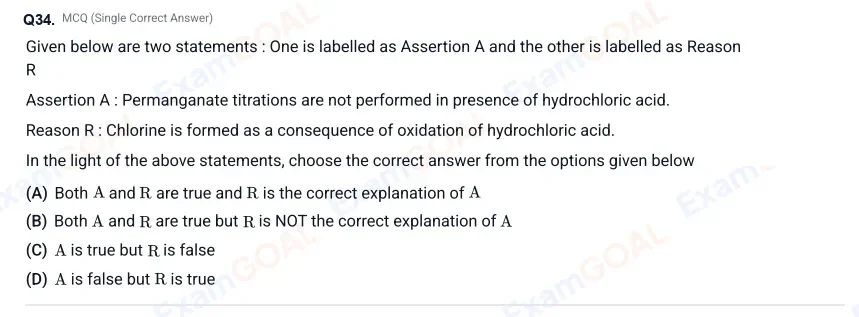 Q34. MCQ (Single Correct Answer)
Given below are two statements : One is labelled as Assertion A and the other is labelled as Reason
R
Assertion A : Permanganate titrations are not performed in presence of hydrochloric acid.
Reason R : Chlorine is formed as a consequence of oxidation of hydrochloric acid.
In the light of the above statements, choose the correct answer from the options given below
(A) Both A and R are true and R is the correct explanation of A
(B) Both A and R are true but R is NOT the correct explanation of A
(C) A is true but R is false
(D) A is false but R is true